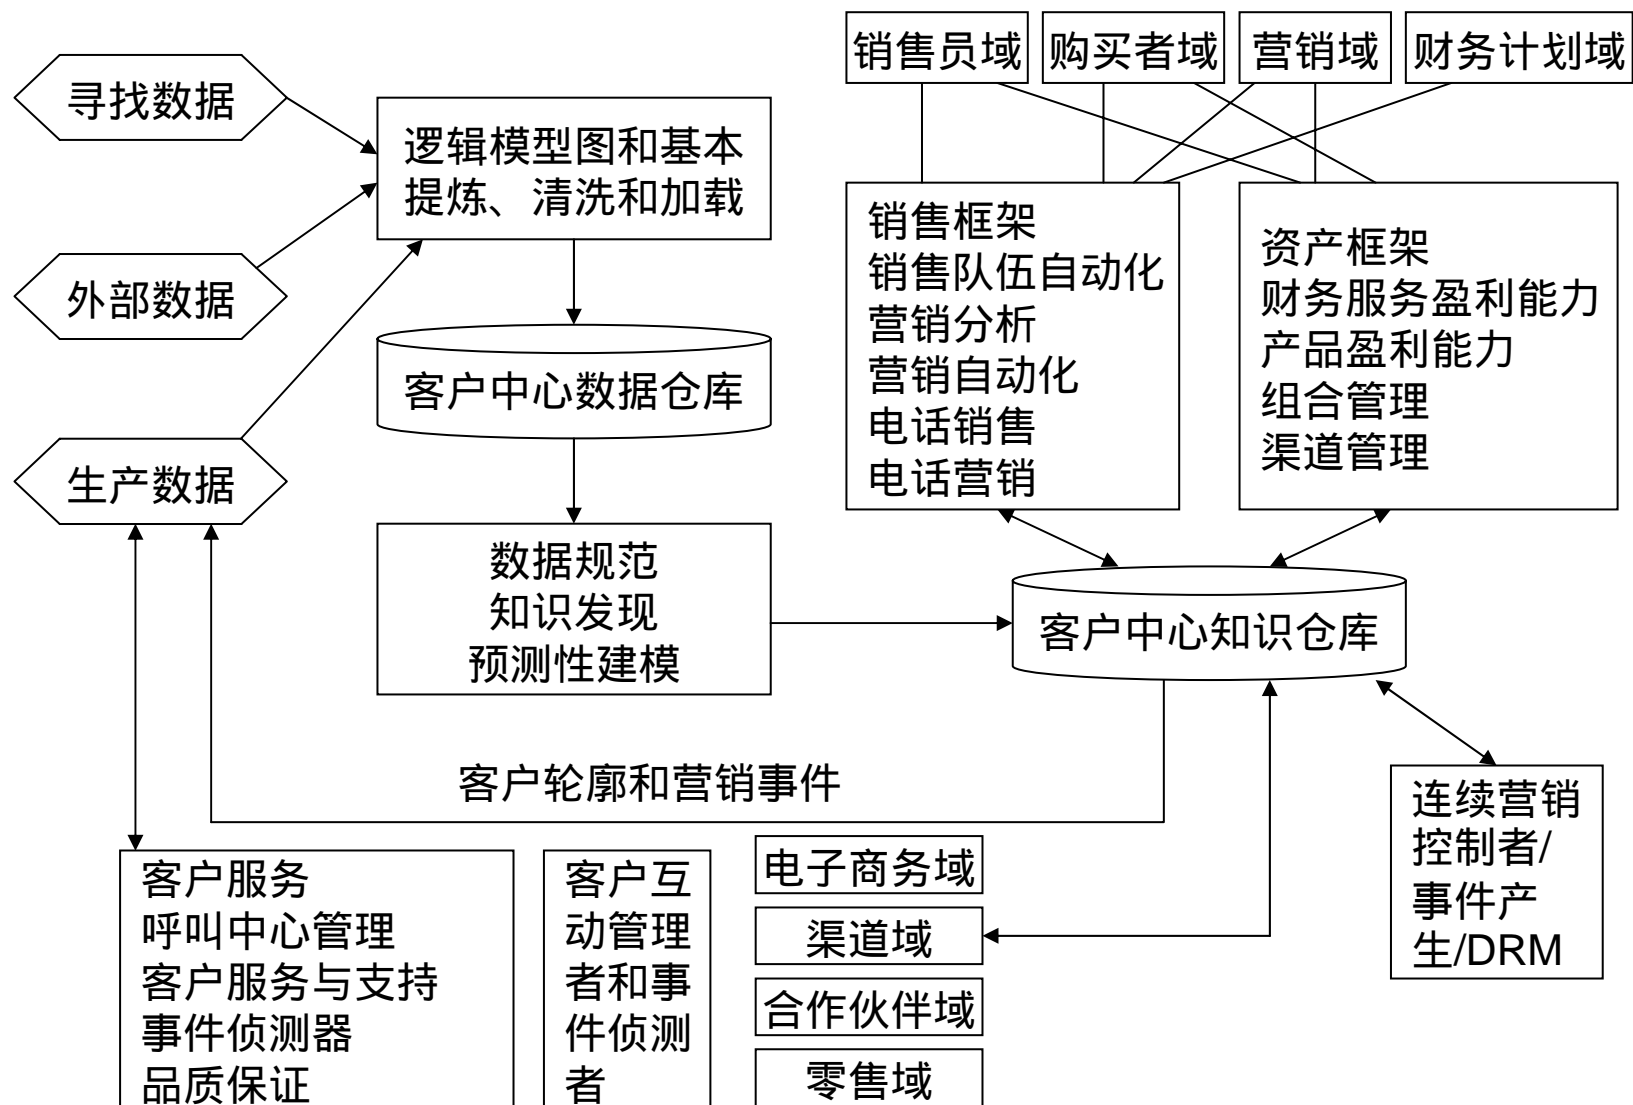 销售员域
购买者域
营销域
财务计划域
寻找数据
逻辑模型图和基本
提炼、清洗和加载
外部数据
客户中心数据仓库
生产数据
数据规范
知识发现
预测性建模
销售框架
销售队伍自动化
营销分析
营销自动化
电话销售
电话营销
资产框架
财务服务盈利能力
产品盈利能力
组合管理
渠道管理
客户中心知识仓库
客户轮廓和营销事件
连续营销
控制者/
事件产
生/DRM
客户服务
呼叫中心管理
客户服务与支持
事件侦测器
品质保证
客户互
动管理
者和事
件侦测
者
电子商务域
渠道域
合作伙伴域
零售域